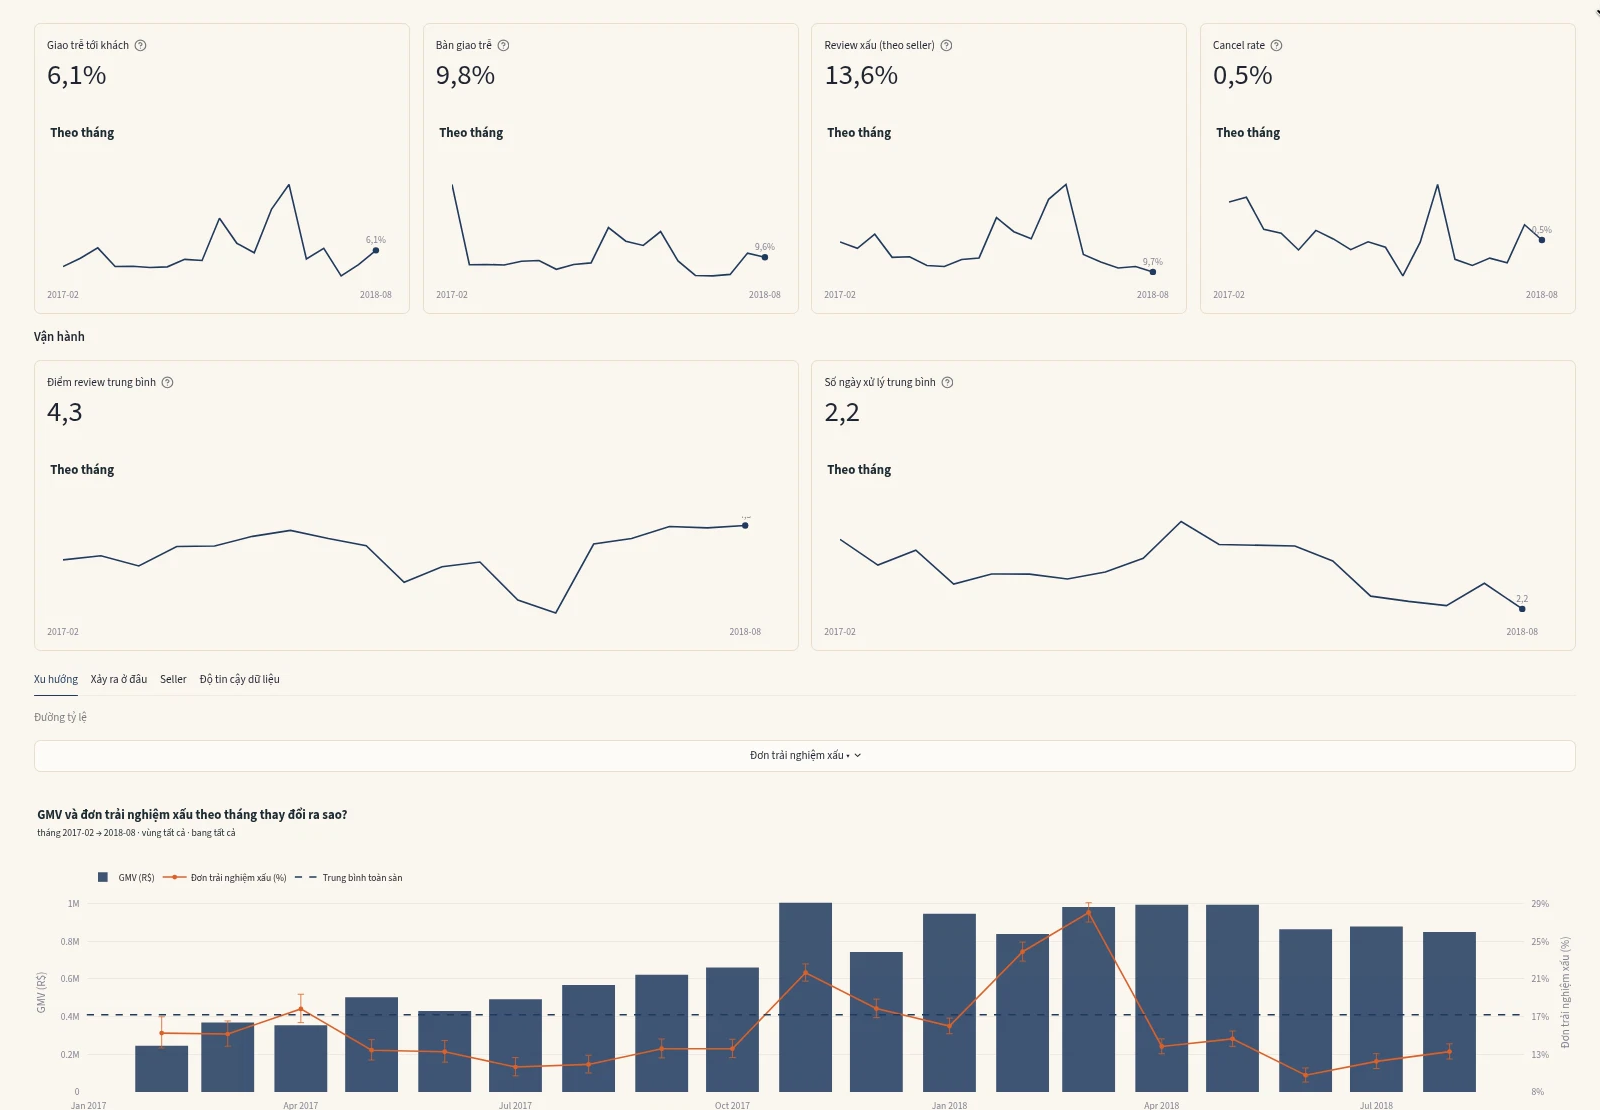 Giao trễ tới khách
6,1%
Theo tháng
6,1%
2017-02 2018-08
Bàn giao trễ
9,8%
Theo tháng
9,6%
2017-02 2018-08
Review xấu (theo seller)
13,6%
Theo tháng
9,7%
2017-02 2018-08
Cancel rate
0,5%
Theo tháng
0,5%
2017-02 2018-08
Vận hành
Điểm review trung bình
4,3
Theo tháng
2017-02 2018-08
Số ngày xử lý trung bình
2,2
Theo tháng
2,2
2017-02 2018-08
Xu hướng Xảy ra ở đâu Seller Độ tin cậy dữ liệu
Đường tỷ lệ
Đơn trải nghiệm xấu •
GMV và đơn trải nghiệm xấu theo tháng thay đổi ra sao?
tháng 2017-02 → 2018-08 · vùng tất cả · bang tất cả
GMV (R$) Đơn trải nghiệm xấu (%) Trung bình toàn sàn
1M 29%
0.8M 25%
0.6M 21%
0.4M 17%
0.2M 13%
0 8%
GMV (R$)
Đơn trải nghiệm xấu (%)
Jan 2017 Apr 2017 Jul 2017 Oct 2017 Jan 2018 Apr 2018 Jul 2018